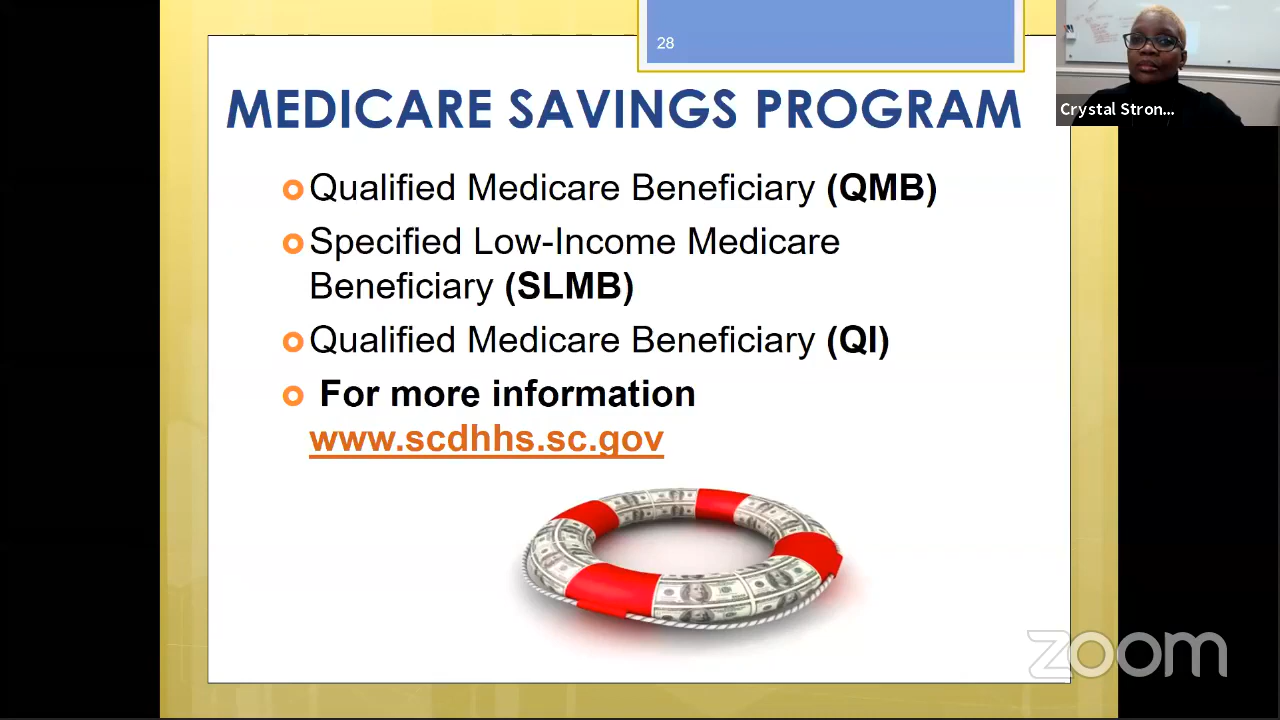 28
Crystal Stron...
MEDICARE SAVINGS PROGRAM
Qualified Medicare Beneficiary (QMB)
Specified Low-Income Medicare
Beneficiary (SLMB)
Qualified Medicare Beneficiary (QI)
For more information
www.scdhhs.sc.gov
zoom